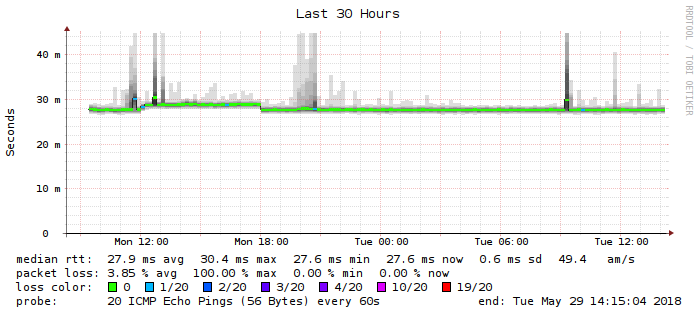 Last 30 Hours
RRDTOOL / TOBI OETIKER
Seconds
40 m
30 m
20 m
10 m
0
Mon 12:00 Mon 18:00 Tue 00:00 Tue 06:00 Tue 12:00
median rtt: 27.9 ms avg 30.4 ms max 27.6 ms min 27.6 ms now 0.6 ms sd 49.4 am/s
packet loss: 3.85 % avg 100.00 % max 0.00 % min 0.00 % now
loss color: 0 1/20 2/20 3/20 4/20 10/20 19/20
probe: 20 ICMP Echo Pings (56 Bytes) every 60s end: Tue May 29 14:15:04 2018